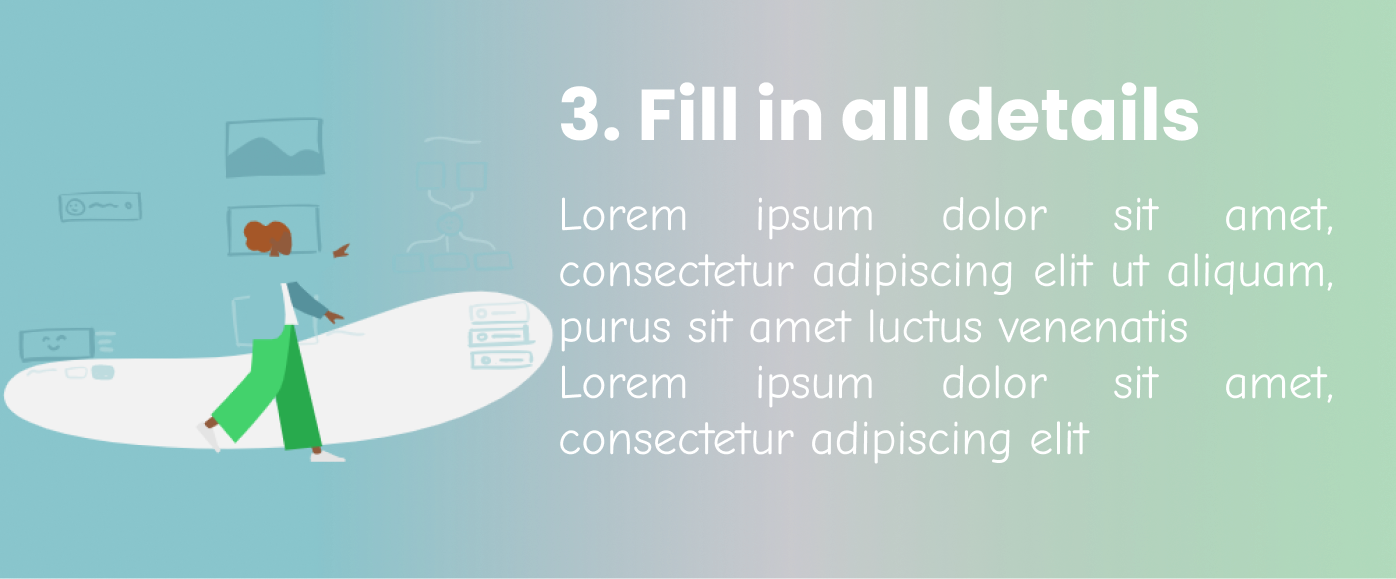 3. Fill in all details
Lorem ipsum dolor sit amet,
consectetur adipiscing elit ut aliquam,
purus sit amet luctus venenatis
Lorem ipsum dolor sit amet,
consectetur adipiscing elit